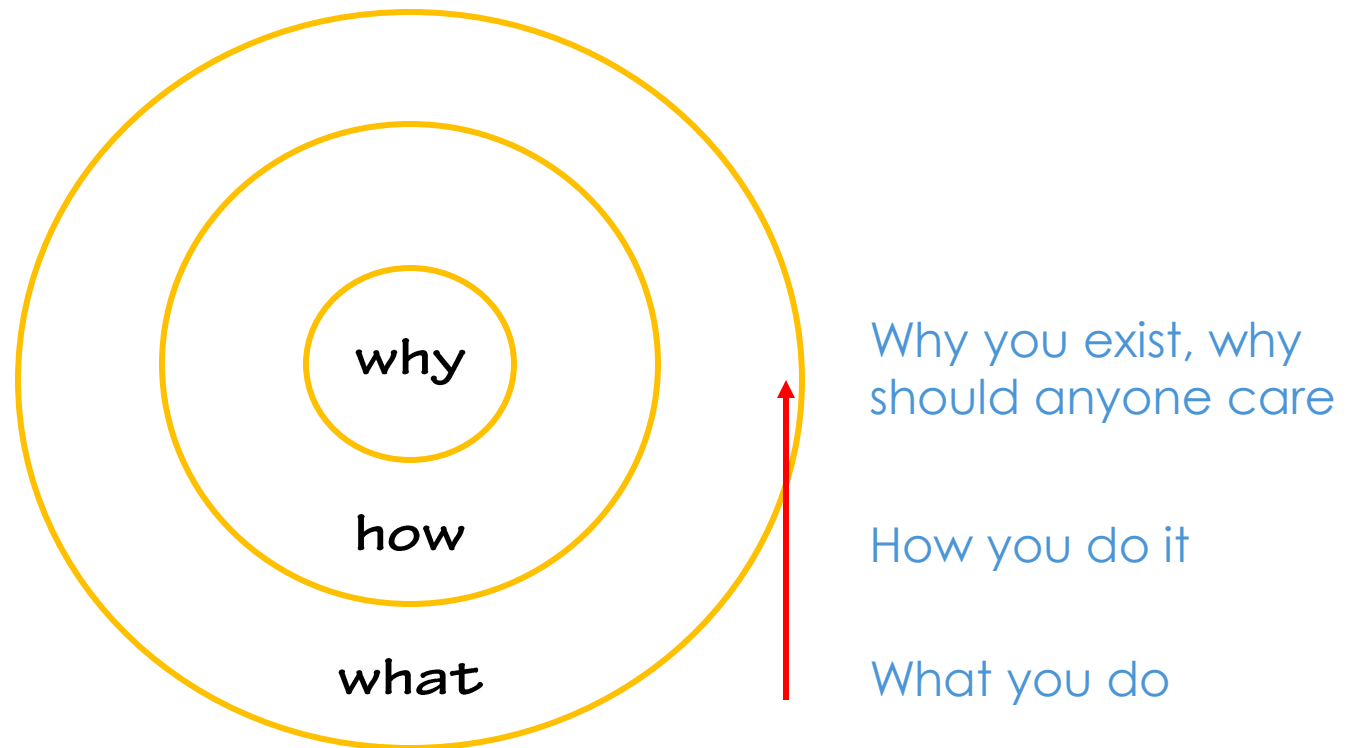 why
how
what
Why you exist, why
should anyone care
How you do it
What you do